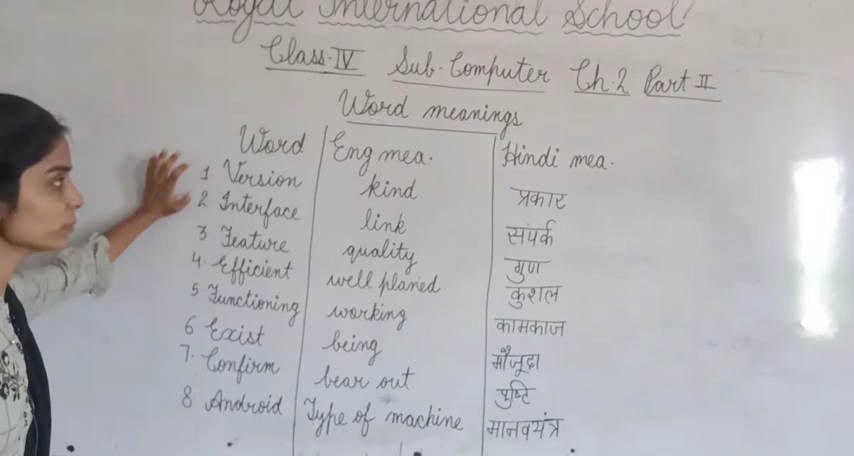 Royal International School
Class-IV Sub-Computer Ch.2 Part II
Word meanings
Word Eng mea. Hindi mea.
1 Version kind प्रकार
2 Interface link संपर्क
3 Feature quality गुण
4. Efficient well planed कुशल
5 Functioning working कामकाज
6 Exist being मौजूदा
7. Confirm bear out पुष्टि
8 Android Type of machine मानवयंत्र